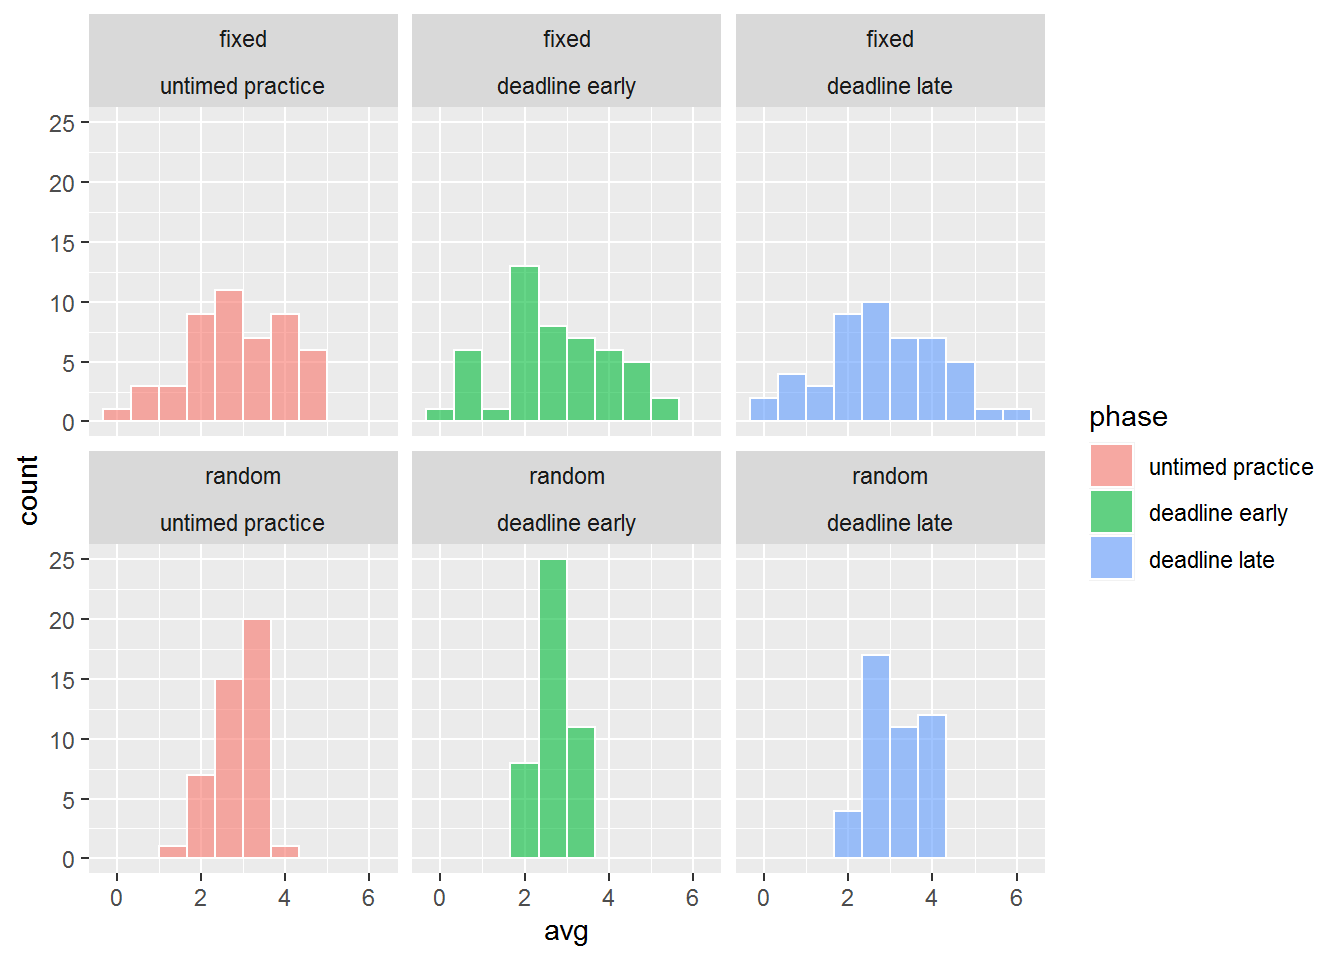 fixed
untimed practice
fixed
deadline early
fixed
deadline late
25
20
15
10
5
0
random
untimed practice
random
deadline early
random
deadline late
25
20
15
10
5
0
0 2 4 6
0 2 4 6
0 2 4 6
avg
count
phase
untimed practice
deadline early
deadline late